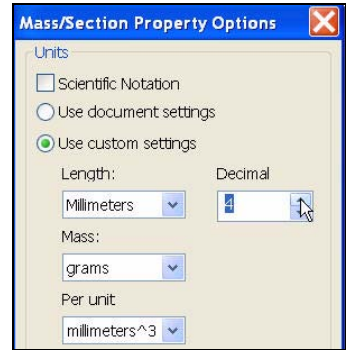 Mass/Section Property Options
Units
Scientific Notation
Use document settings
Use custom settings
Length: Decimal
Millimeters 4
Mass:
grams
Per unit
millimeters^3